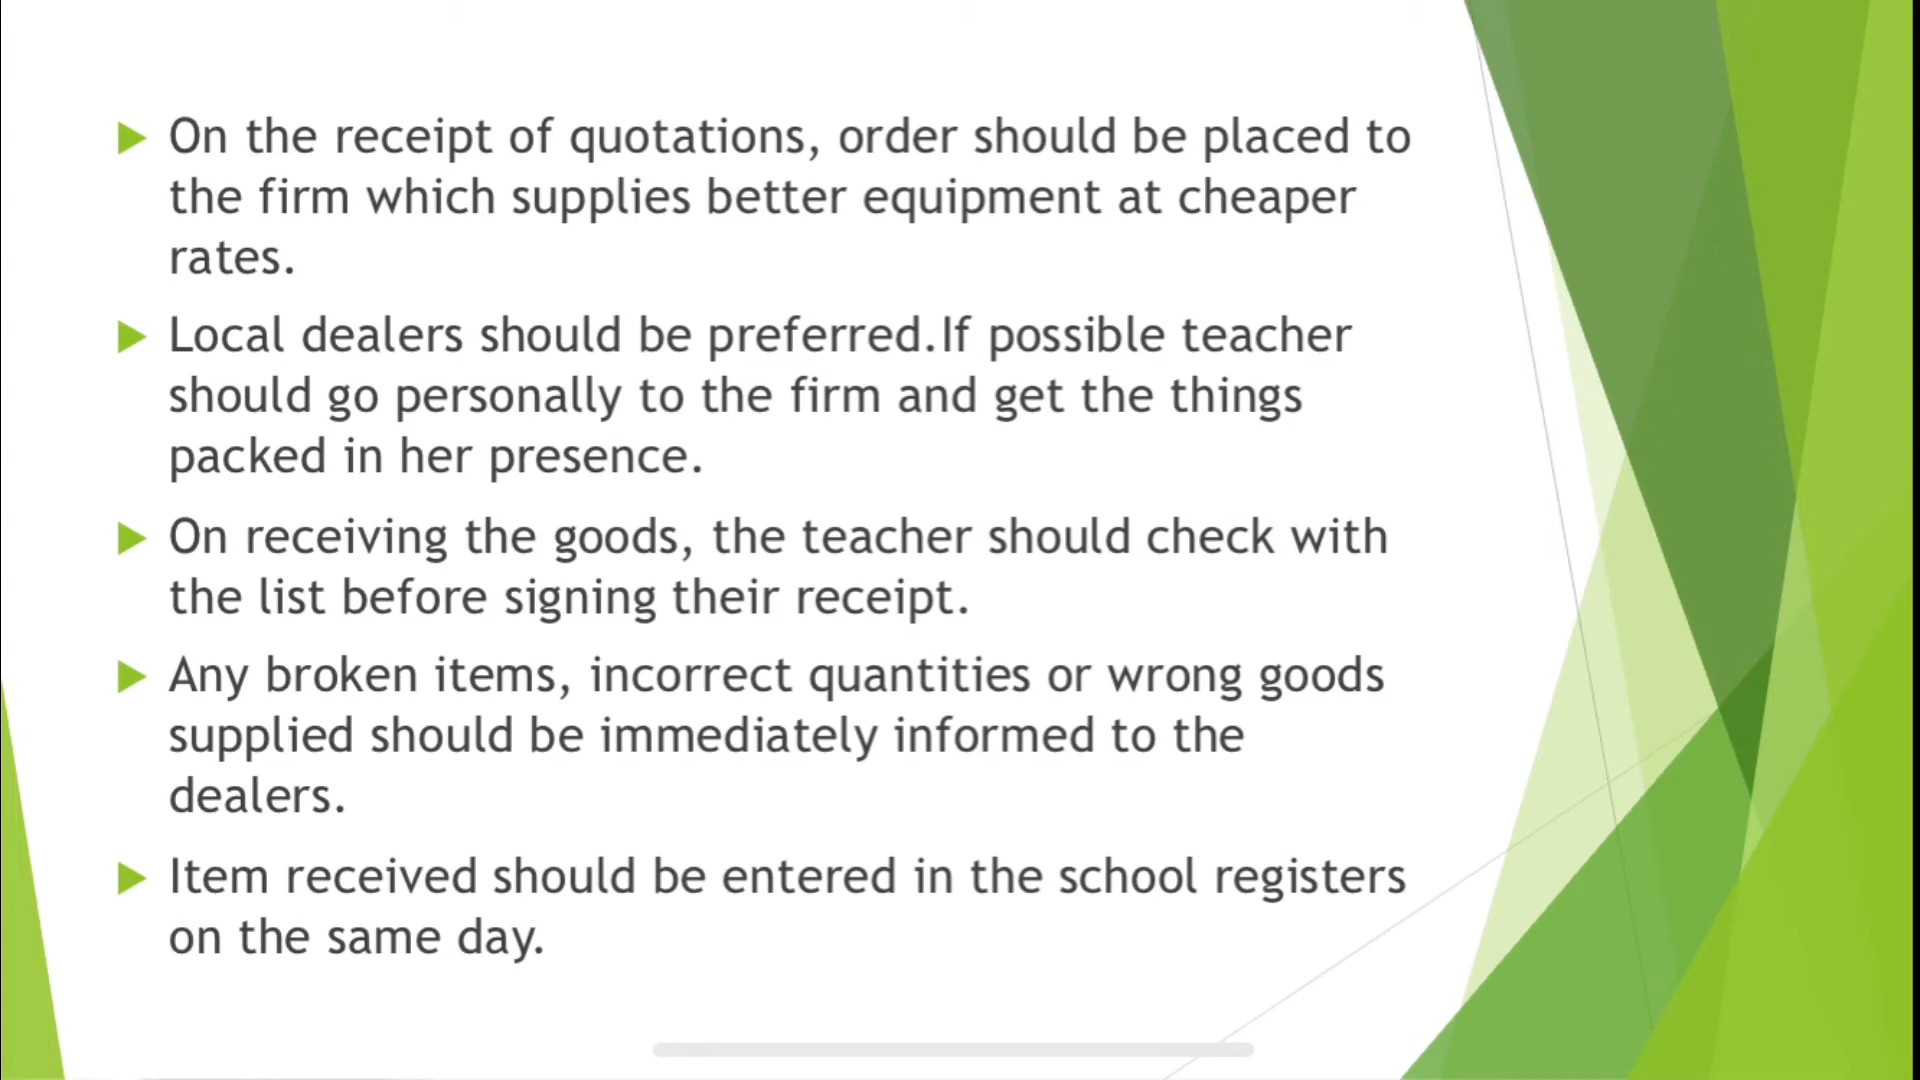 On the receipt of quotations, order should be placed to
the firm which supplies better equipment at cheaper
rates.
Local dealers should be preferred.If possible teacher
should go personally to the firm and get the things
packed in her presence.
On receiving the goods, the teacher should check with
the list before signing their receipt.
Any broken items, incorrect quantities or wrong goods
supplied should be immediately informed to the
dealers.
Item received should be entered in the school registers
on the same day.